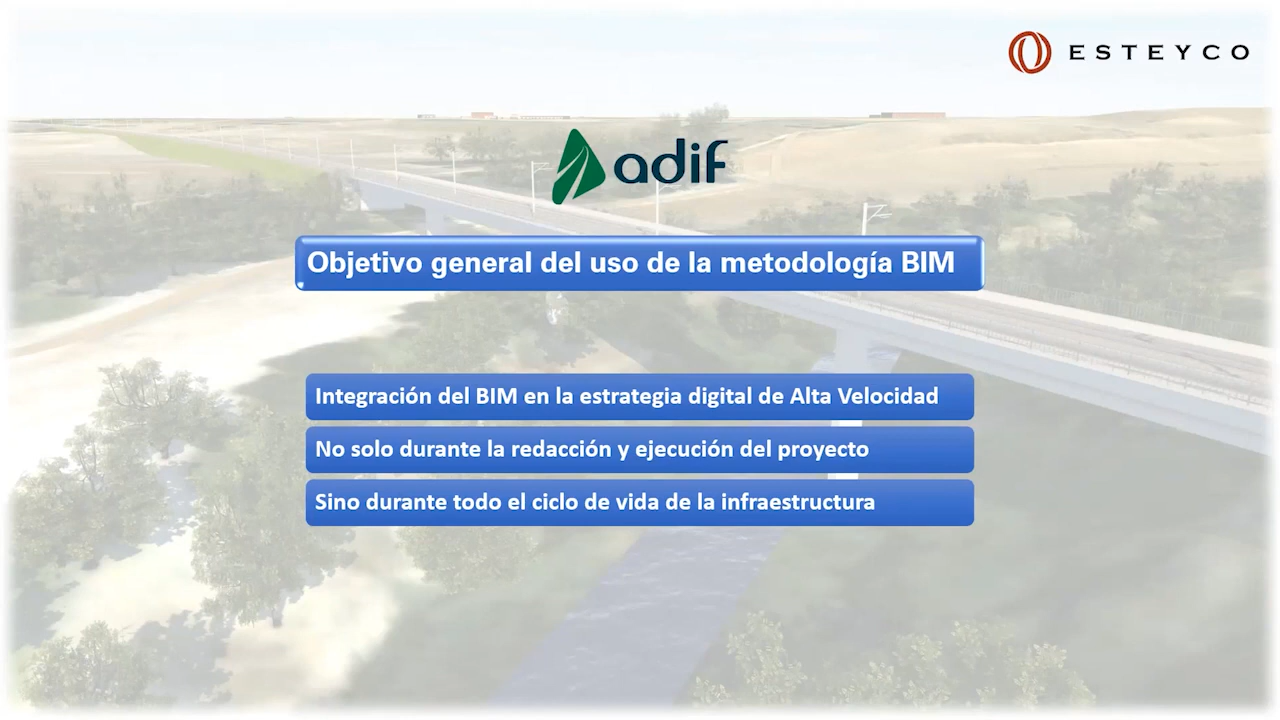 ESTEYCO
adif
Objetivo general del uso de la metodología BIM
Integración del BIM en la estrategia digital de Alta Velocidad
No solo durante la redacción y ejecución del proyecto
Sino durante todo el ciclo de vida de la infraestructura